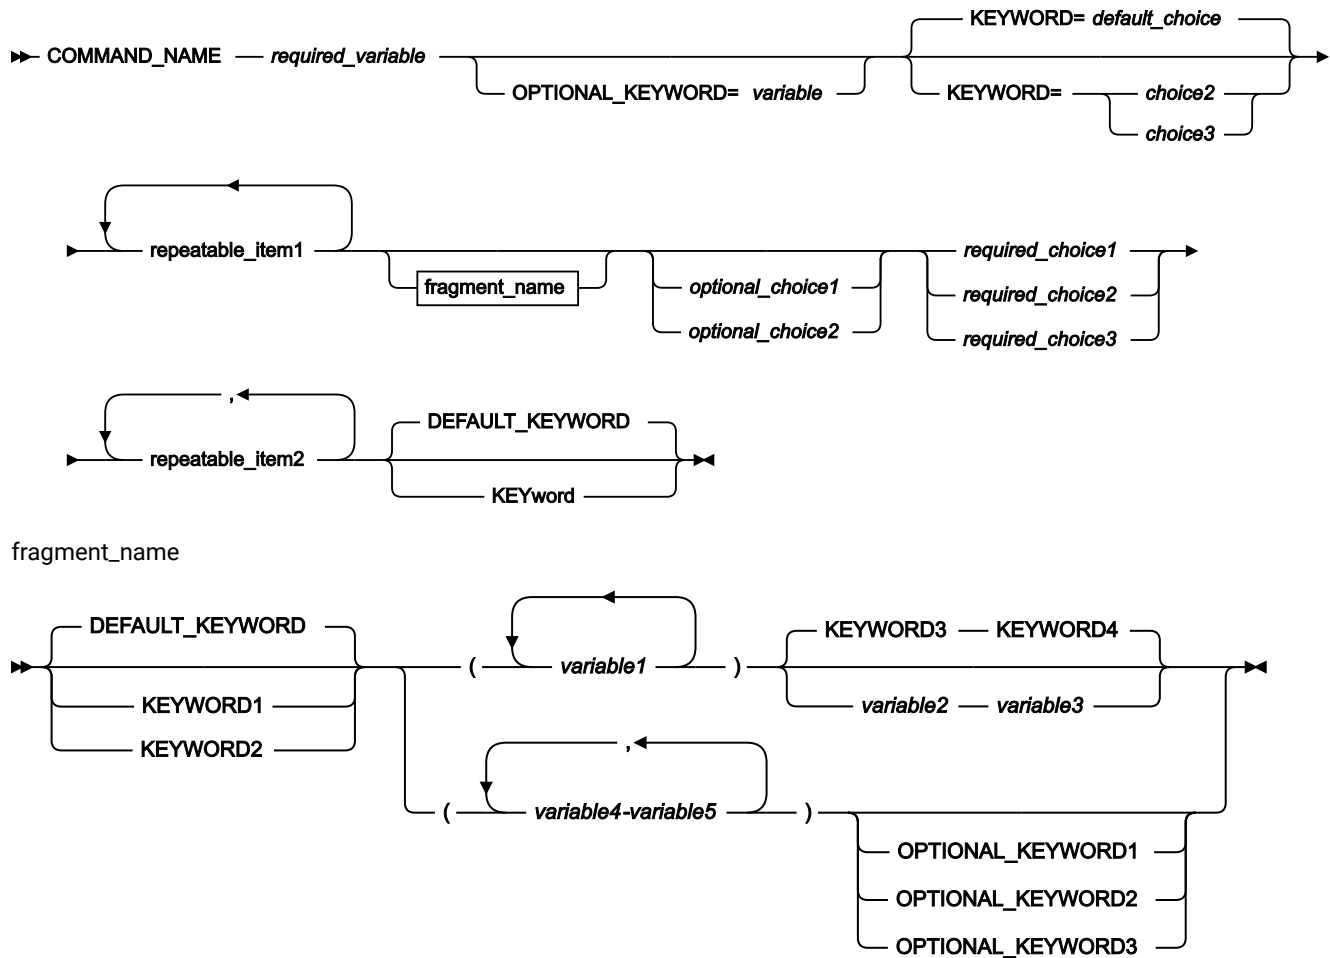 KEYWORD= default_choice
COMMAND_NAME required_variable
OPTIONAL_KEYWORD= variable KEYWORD= choice2
choice3
repeatable_item1 required_choice1
fragment_name optional_choice1 required_choice2
optional_choice2 required_choice3
,
DEFAULT_KEYWORD
repeatable_item2
KEYword
fragment_name
DEFAULT_KEYWORD KEYWORD3 KEYWORD4
( variable1 )
KEYWORD1 variable2 variable3
KEYWORD2
,
( variable4-variable5 )
OPTIONAL_KEYWORD1
OPTIONAL_KEYWORD2
OPTIONAL_KEYWORD3